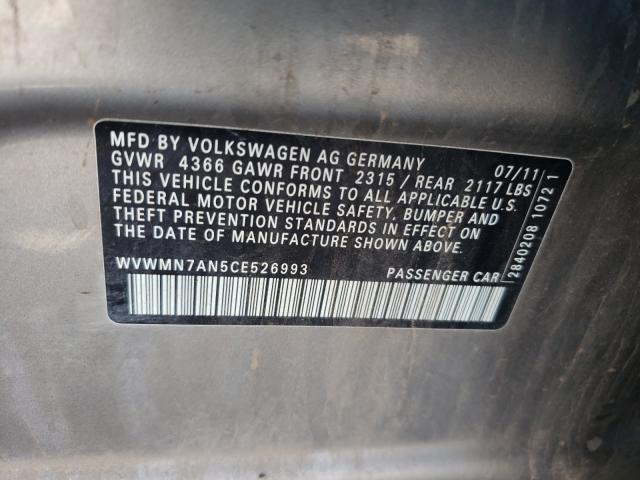 MFD BY VOLKSWAGEN AG GERMANY 07/11
GVWR 4366 GAWR FRONT 2315 / REAR 2117 LBS
THIS VEHICLE CONFORMS TO ALL APPLICABLE U.S.
FEDERAL MOTOR VEHICLE SAFETY, BUMPER AND
THEFT PREVENTION STANDARDS IN EFFECT ON
THE DATE OF MANUFACTURE SHOWN ABOVE.
WVWMN7AN5CE526993 PASSENGER CAR
2840208 1072 1